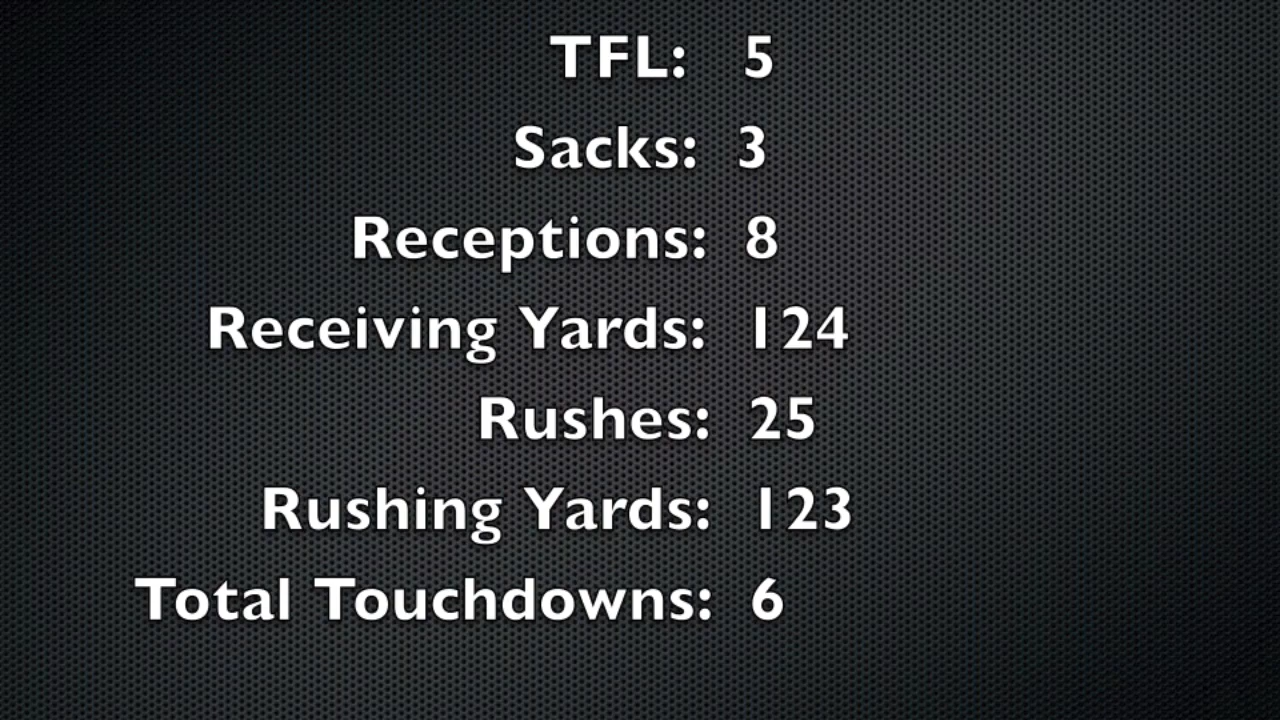 TFL: 5
Sacks: 3
Receptions: 8
Receiving Yards: 124
Rushes: 25
Rushing Yards: 123
Total Touchdowns: 6